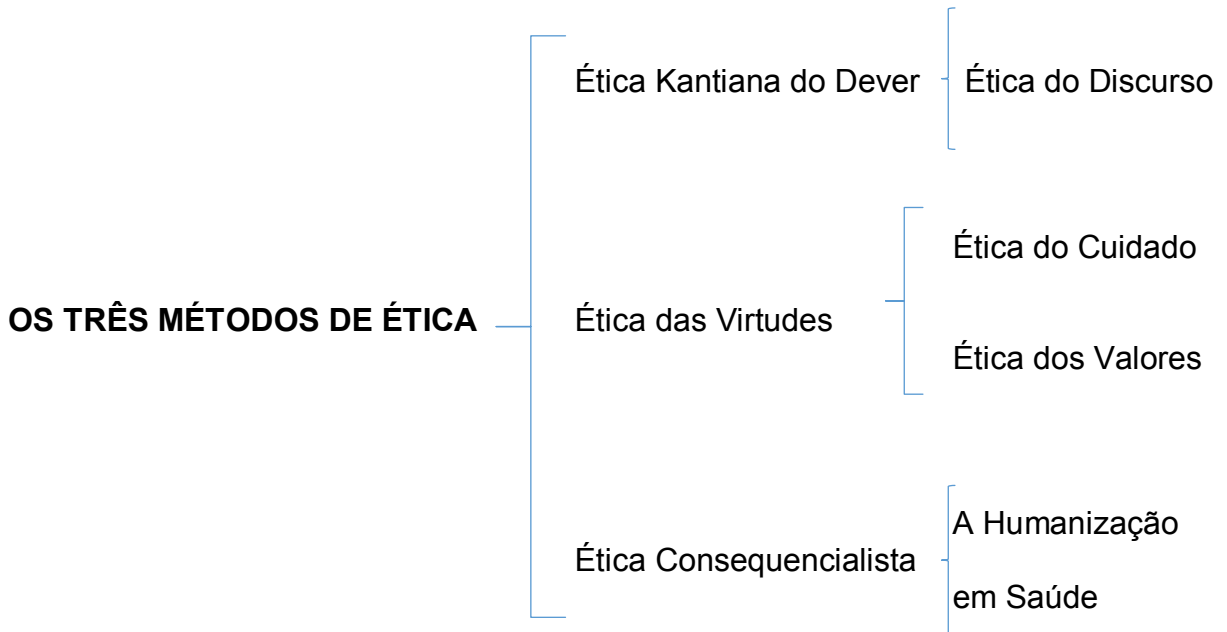 Ética Kantiana do Dever
Ética do Discurso
Ética do Cuidado
OS TRÊS MÉTODOS DE ÉTICA
Ética das Virtudes
Ética dos Valores
A Humanização
Ética Consequencialista
em Saúde